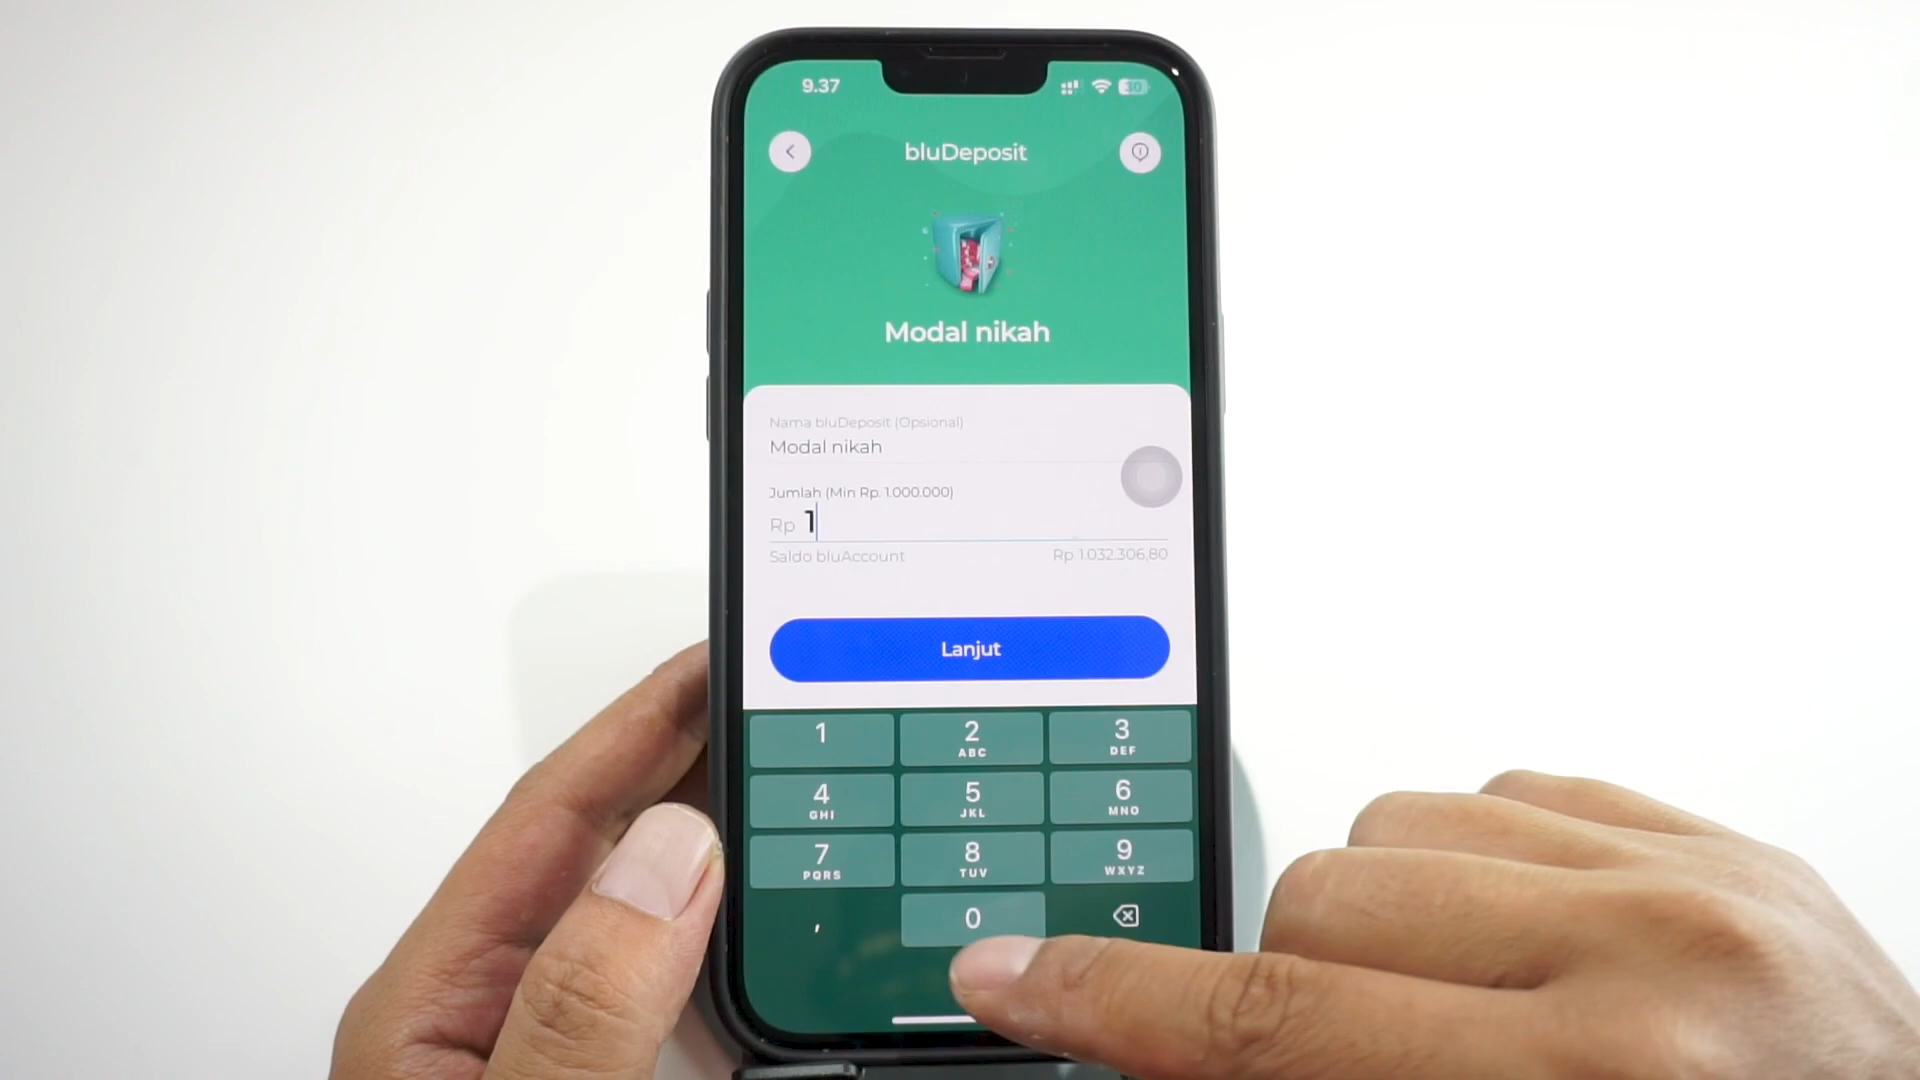 9.37
30
bluDeposit
Modal nikah
Nama bluDeposit (Opsional)
Modal nikah
Jumlah (Min Rp. 1.000.000)
Rp 1
Saldo bluAccount Rp 1.032.306,80
Lanjut
1 2 3
ABC DEF
4 5 6
GHI JKL MNO
7 8 9
PQRS TUV WXYZ
, 0